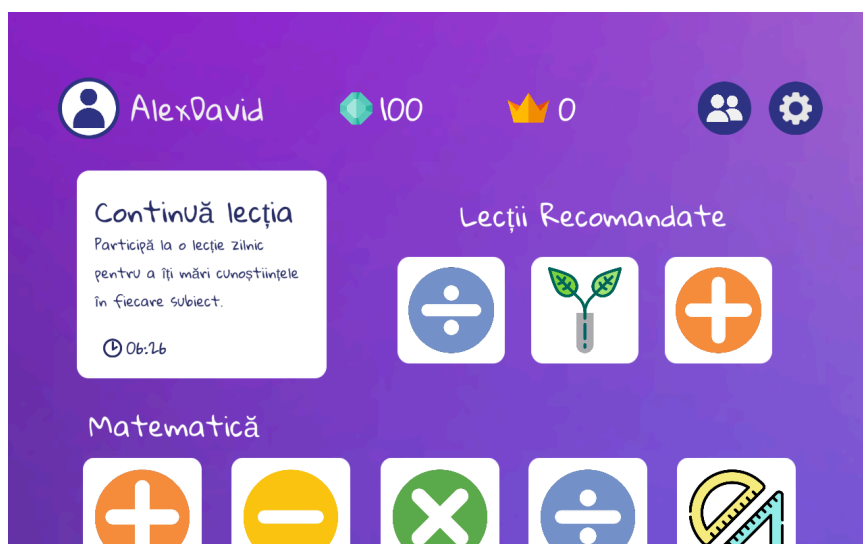 AlexDavid
100
0
Continuă lecția
Participă la o lecție zilnic
pentru a îți mări cunoștiințele
în fiecare subiect.
06:26
Lecții Recomandate
Matematică